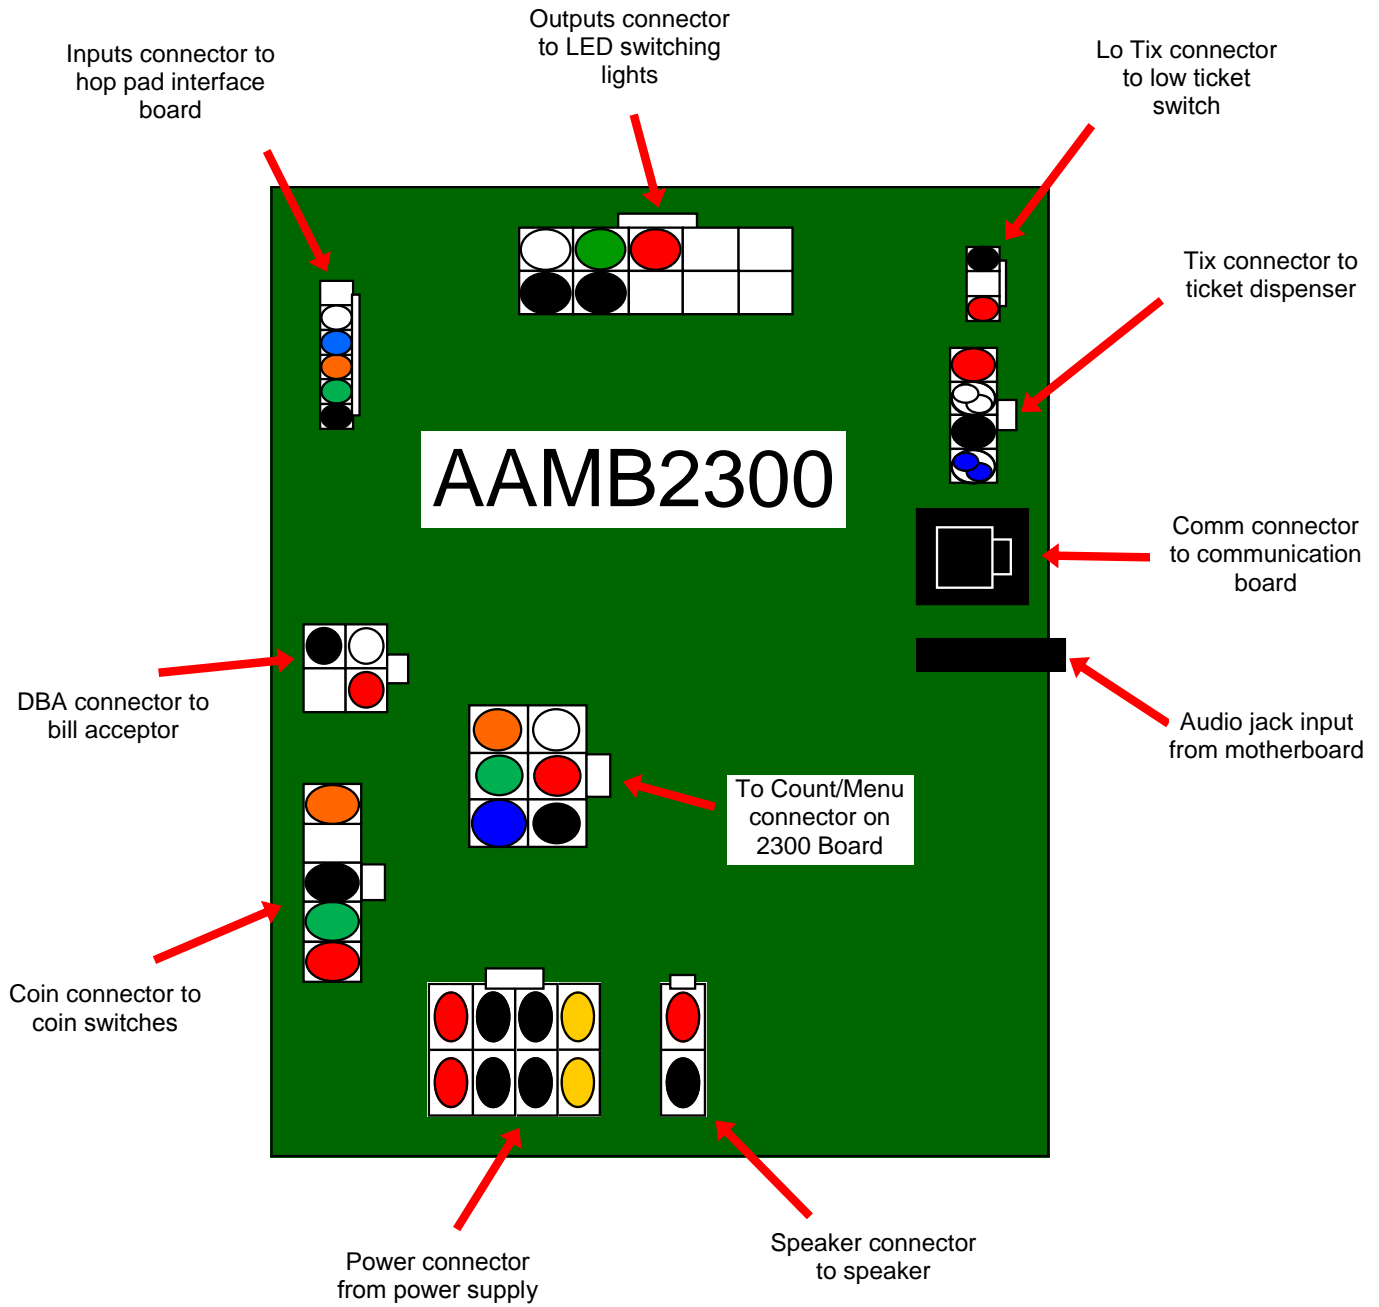 Outputs connector
to LED switching
lights
Inputs connector to
hop pad interface
board
Lo Tix connector
to low ticket
switch
Tix connector to
ticket dispenser
AAMB2300
Comm connector
to communication
board
DBA connector to
bill acceptor
Audio jack input
from motherboard
To Count/Menu
connector on
2300 Board
Coin connector to
coin switches
Power connector
from power supply
Speaker connector
to speaker